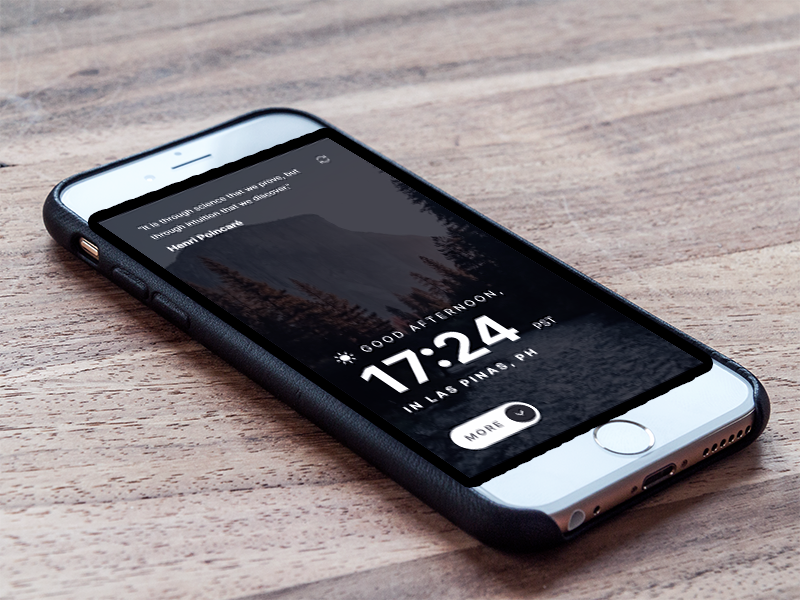 "It is through science that we prove, but
through intuition that we discover."
Henri Poincaré
GOOD AFTERNOON,
17:24 PST
IN LAS PINAS, PH
MORE